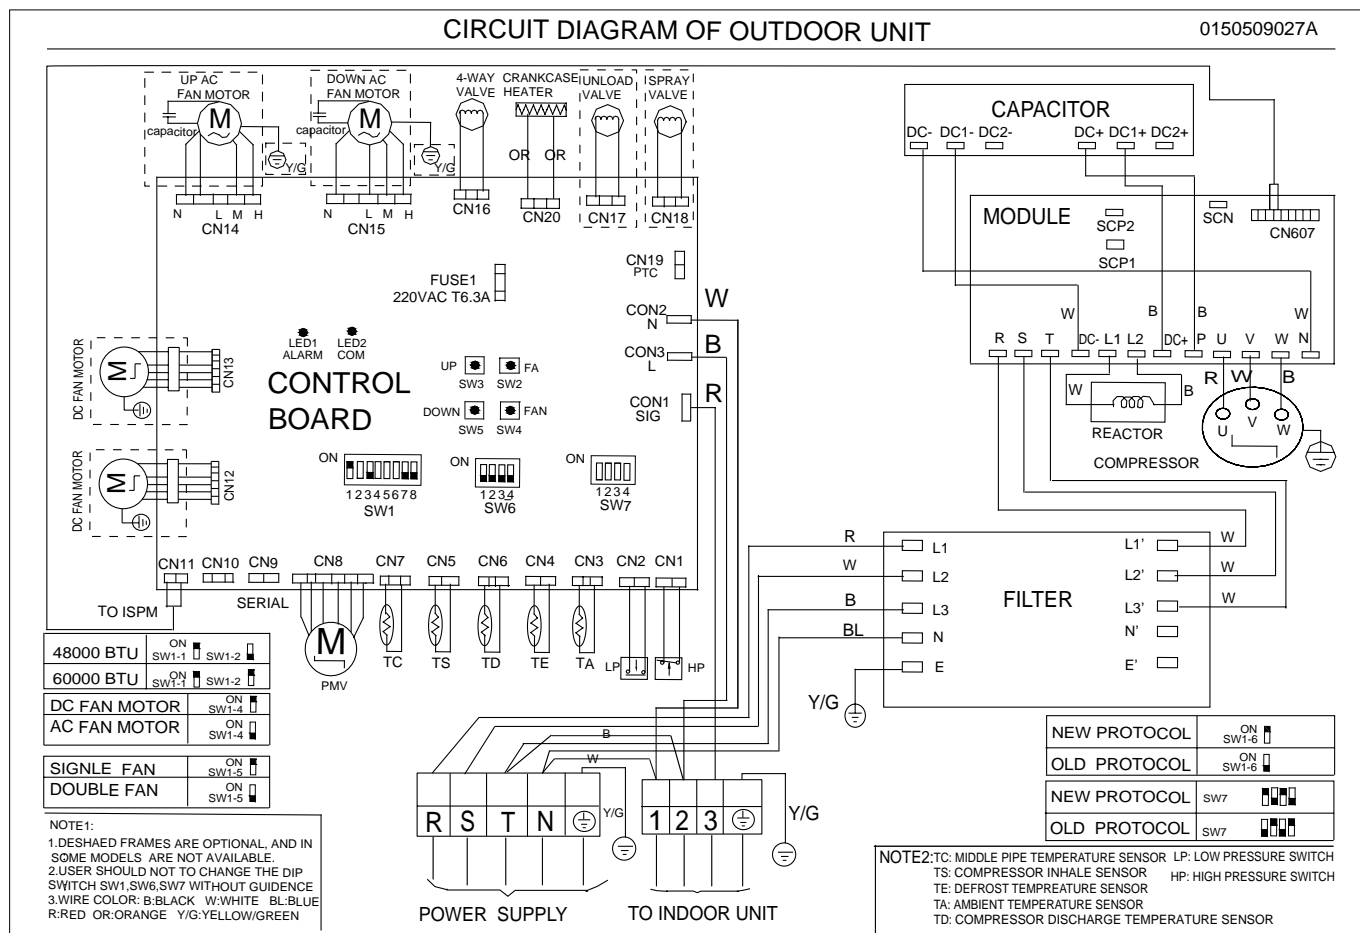 CIRCUIT DIAGRAM OF OUTDOOR UNIT
0150509027A
UP AC
FAN MOTOR
M
capacitor
Y/G
DOWN AC
FAN MOTOR
M
capacitor
Y/G
4-WAY
VALVE
CRANKCASE
HEATER
OR OR
UNLOAD
VALVE
SPRAY
VALVE
N L M H
CN14
N L M H
CN15
CN16
CN20
CN17
CN18
CAPACITOR
DC- DC1- DC2- DC+ DC1+ DC2+
MODULE
SCP2
SCP1
SCN
CN607
W B B W
R S T DC- L1 L2 DC+ P U V W N
W B
REACTOR
R W B
U V W
COMPRESSOR
CN19
PTC
FUSE1
220VAC T6.3A
CON2
N
W
CON3
L
B
CON1
SIG
R
LED1
ALARM
LED2
COM
CONTROL
BOARD
UP SW3
SW2 FA
DOWN SW5
SW4 FAN
ON
12345678
SW1
ON
1234
SW6
ON
1234
SW7
DC FAN MOTOR
M
CN13
DC FAN MOTOR
M
CN12
CN11 CN10 CN9 CN8 CN7 CN5 CN6 CN4 CN3 CN2 CN1
TO ISPM
SERIAL
M
PMV
TC TS TD TE TA LP HP
FILTER
R L1 L1' W
W L2 L2' W
B L3 L3' W
BL N N'
E E'
Y/G
48000 BTU ON SW1-1 SW1-2
60000 BTU ON SW1-1 SW1-2
DC FAN MOTOR ON SW1-4
AC FAN MOTOR ON SW1-4
SIGNLE FAN ON SW1-5
DOUBLE FAN ON SW1-5
B
W
R S T N
Y/G
1 2 3
Y/G
POWER SUPPLY
TO INDOOR UNIT
NEW PROTOCOL ON SW1-6
OLD PROTOCOL ON SW1-6
NEW PROTOCOL SW7
OLD PROTOCOL SW7
NOTE1:
1.DESHAED FRAMES ARE OPTIONAL, AND IN
SOME MODELS ARE NOT AVAILABLE.
2.USER SHOULD NOT TO CHANGE THE DIP
SWITCH SW1,SW6,SW7 WITHOUT GUIDENCE
3.WIRE COLOR: B:BLACK W:WHITE BL:BLUE
R:RED OR:ORANGE Y/G:YELLOW/GREEN
NOTE2:TC: MIDDLE PIPE TEMPERATURE SENSOR LP: LOW PRESSURE SWITCH
TS: COMPRESSOR INHALE SENSOR HP: HIGH PRESSURE SWITCH
TE: DEFROST TEMPREATURE SENSOR
TA: AMBIENT TEMPERATURE SENSOR
TD: COMPRESSOR DISCHARGE TEMPERATURE SENSOR